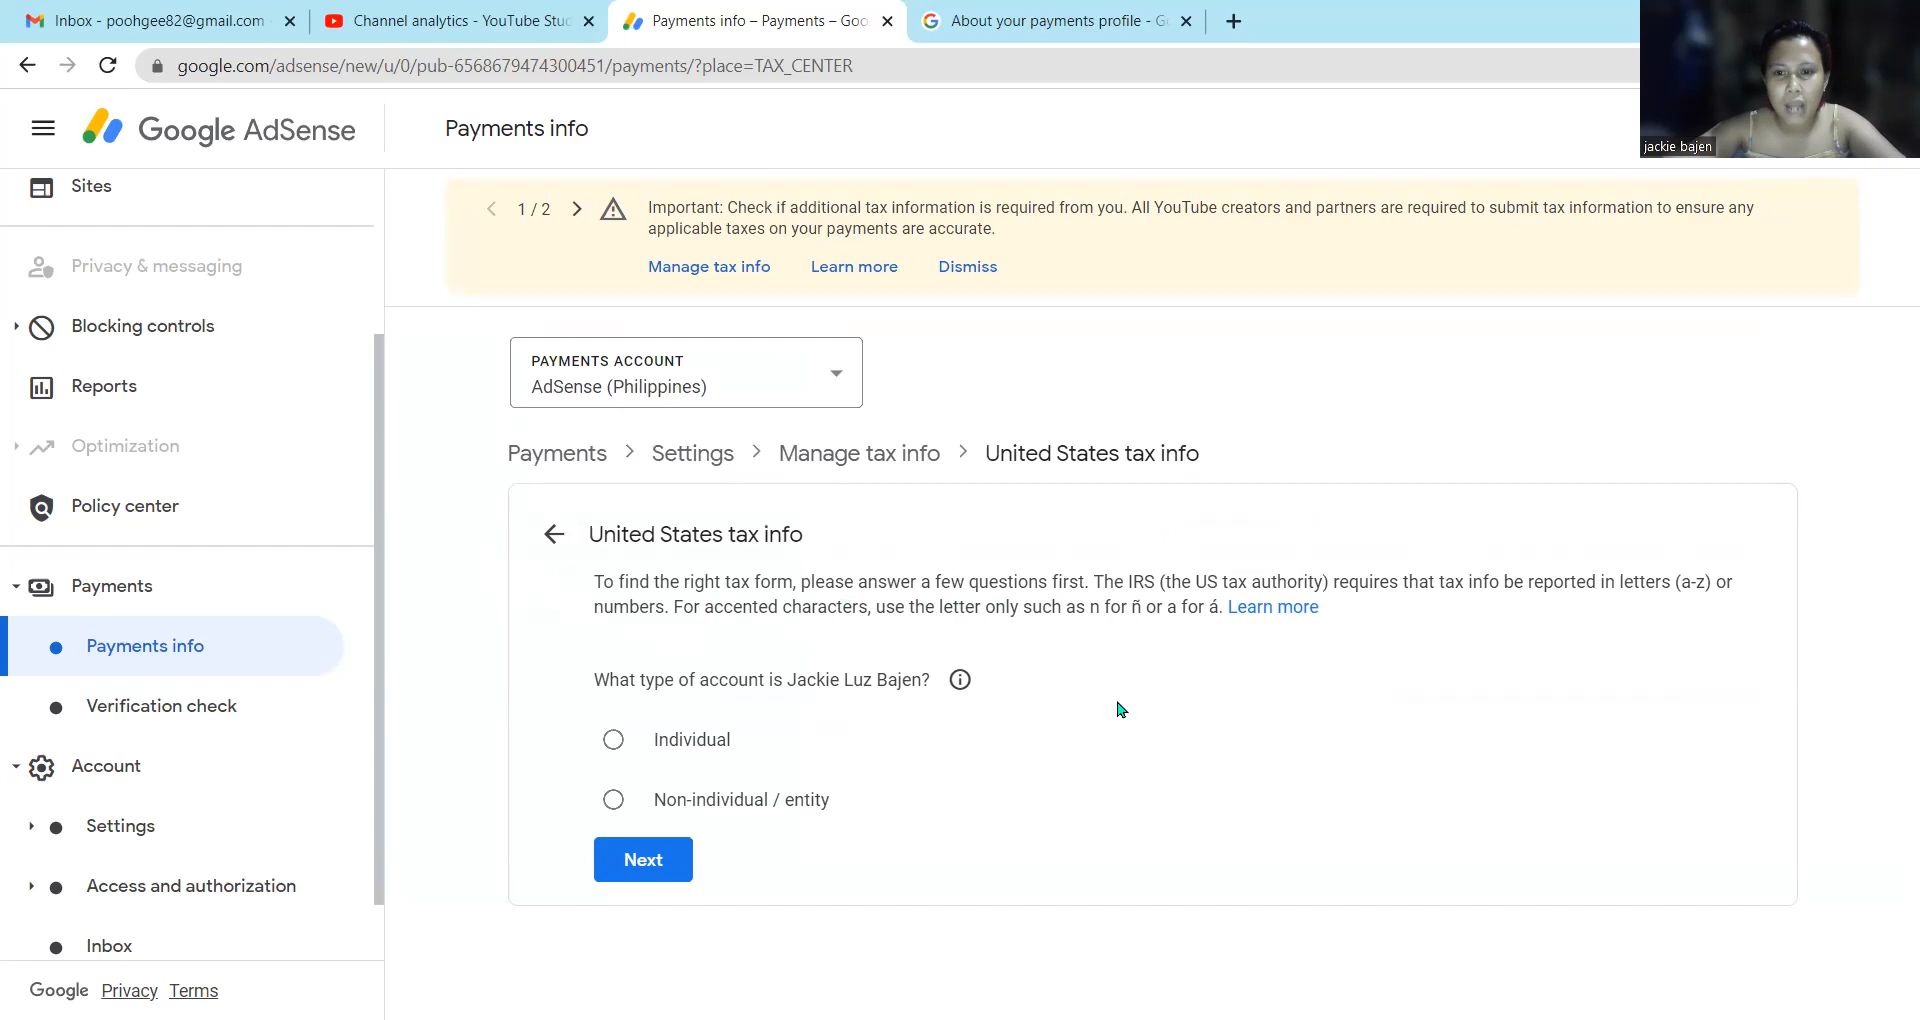 Inbox - poohgee82@gmail.com
Channel analytics - YouTube Stud
Payments info – Payments – Goo
About your payments profile - Go
google.com/adsense/new/u/0/pub-6568679474300451/payments/?place=TAX_CENTER
jackie bajen
Google AdSense
Payments info
Sites
Privacy & messaging
Blocking controls
Reports
Optimization
Policy center
Payments
Payments info
Verification check
Account
Settings
Access and authorization
Inbox
Google Privacy Terms
1 / 2
Important: Check if additional tax information is required from you. All YouTube creators and partners are required to submit tax information to ensure any
applicable taxes on your payments are accurate.
Manage tax info Learn more Dismiss
PAYMENTS ACCOUNT
AdSense (Philippines)
Payments > Settings > Manage tax info > United States tax info
United States tax info
To find the right tax form, please answer a few questions first. The IRS (the US tax authority) requires that tax info be reported in letters (a-z) or
numbers. For accented characters, use the letter only such as n for ñ or a for á. Learn more
What type of account is Jackie Luz Bajen?
Individual
Non-individual / entity
Next